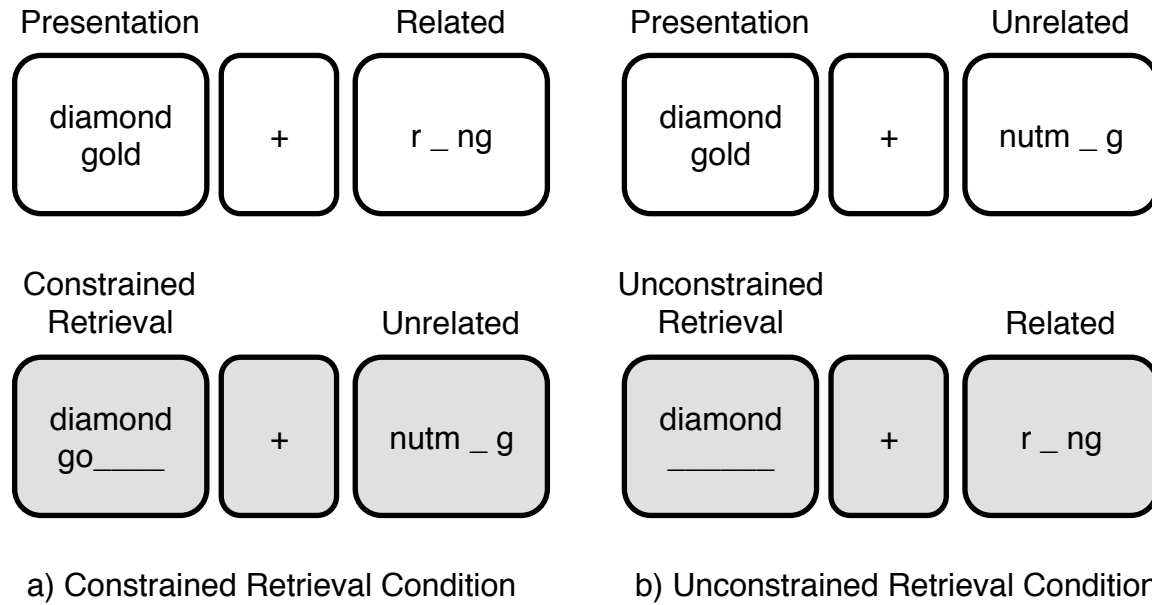 Presentation
Related
diamond
gold
+
r _ ng
Constrained
Retrieval
Unrelated
diamond
go____
+
nutm _ g
a) Constrained Retrieval Condition
Presentation
Unrelated
diamond
gold
+
nutm _ g
Unconstrained
Retrieval
Related
diamond
______
+
r _ ng
b) Unconstrained Retrieval Condition